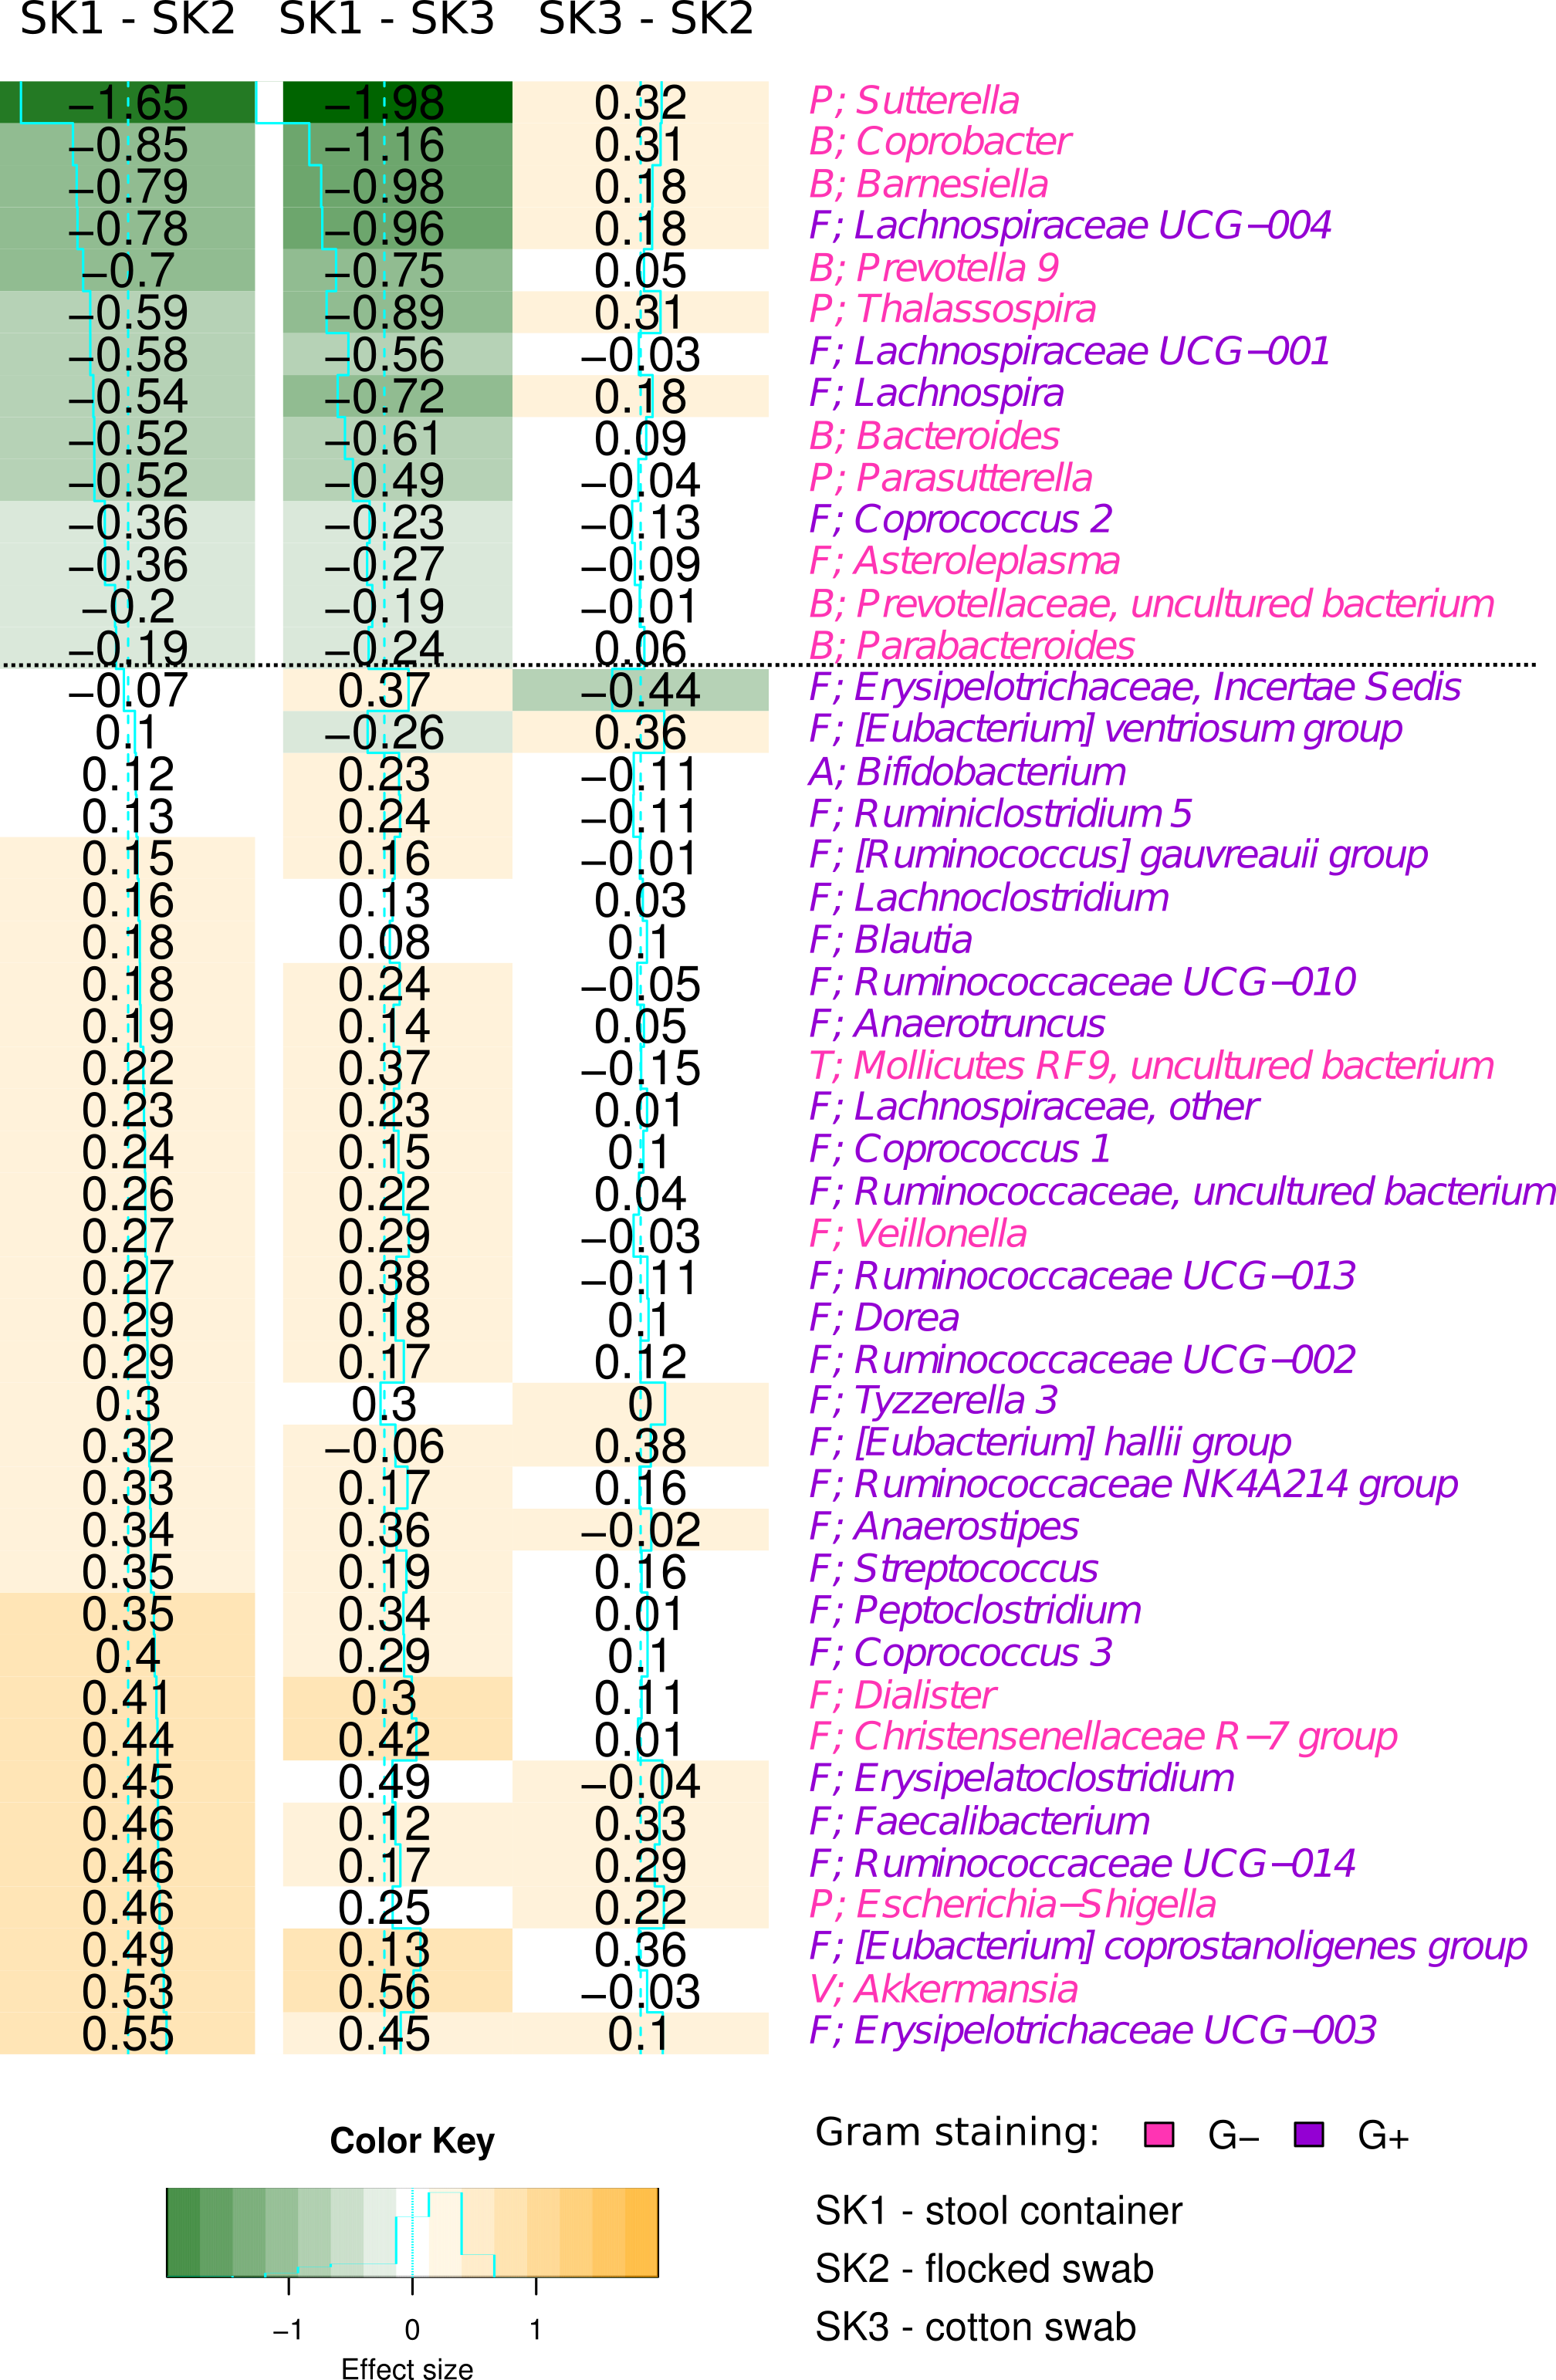 SK1 - SK2 SK1 - SK3 SK3 - SK2
−1.65 −1.98 0.32 P; Sutterella
−0.85 −1.16 0.31 B; Coprobacter
−0.79 −0.98 0.18 B; Barnesiella
−0.78 −0.96 0.18 F; Lachnospiraceae UCG−004
−0.7 −0.75 0.05 B; Prevotella 9
−0.59 −0.89 0.31 P; Thalassospira
−0.58 −0.56 −0.03 F; Lachnospiraceae UCG−001
−0.54 −0.72 0.18 F; Lachnospira
−0.52 −0.61 0.09 B; Bacteroides
−0.52 −0.49 −0.04 P; Parasutterella
−0.36 −0.23 −0.13 F; Coprococcus 2
−0.36 −0.27 −0.09 F; Asteroleplasma
−0.2 −0.19 −0.01 B; Prevotellaceae, uncultured bacterium
−0.19 −0.24 0.06 B; Parabacteroides
−0.07 0.37 −0.44 F; Erysipelotrichaceae, Incertae Sedis
0.1 −0.26 0.36 F; [Eubacterium] ventriosum group
0.12 0.23 −0.11 A; Bifidobacterium
0.13 0.24 −0.11 F; Ruminiclostridium 5
0.15 0.16 −0.01 F; [Ruminococcus] gauvreauii group
0.16 0.13 0.03 F; Lachnoclostridium
0.18 0.08 0.1 F; Blautia
0.18 0.24 −0.05 F; Ruminococcaceae UCG−010
0.19 0.14 0.05 F; Anaerotruncus
0.22 0.37 −0.15 T; Mollicutes RF9, uncultured bacterium
0.23 0.23 0.01 F; Lachnospiraceae, other
0.24 0.15 0.1 F; Coprococcus 1
0.26 0.22 0.04 F; Ruminococcaceae, uncultured bacterium
0.27 0.29 −0.03 F; Veillonella
0.27 0.38 −0.11 F; Ruminococcaceae UCG−013
0.29 0.18 0.1 F; Dorea
0.29 0.17 0.12 F; Ruminococcaceae UCG−002
0.3 0.3 0 F; Tyzzerella 3
0.32 −0.06 0.38 F; [Eubacterium] hallii group
0.33 0.17 0.16 F; Ruminococcaceae NK4A214 group
0.34 0.36 −0.02 F; Anaerostipes
0.35 0.19 0.16 F; Streptococcus
0.35 0.34 0.01 F; Peptoclostridium
0.4 0.29 0.1 F; Coprococcus 3
0.41 0.3 0.11 F; Dialister
0.44 0.42 0.01 F; Christensenellaceae R−7 group
0.45 0.49 −0.04 F; Erysipelatoclostridium
0.46 0.12 0.33 F; Faecalibacterium
0.46 0.17 0.29 F; Ruminococcaceae UCG−014
0.46 0.25 0.22 P; Escherichia−Shigella
0.49 0.13 0.36 F; [Eubacterium] coprostanoligenes group
0.53 0.56 −0.03 V; Akkermansia
0.55 0.45 0.1 F; Erysipelotrichaceae UCG−003
Color Key
−1 0 1
Effect size
Gram staining: G− G+
SK1 - stool container
SK2 - flocked swab
SK3 - cotton swab